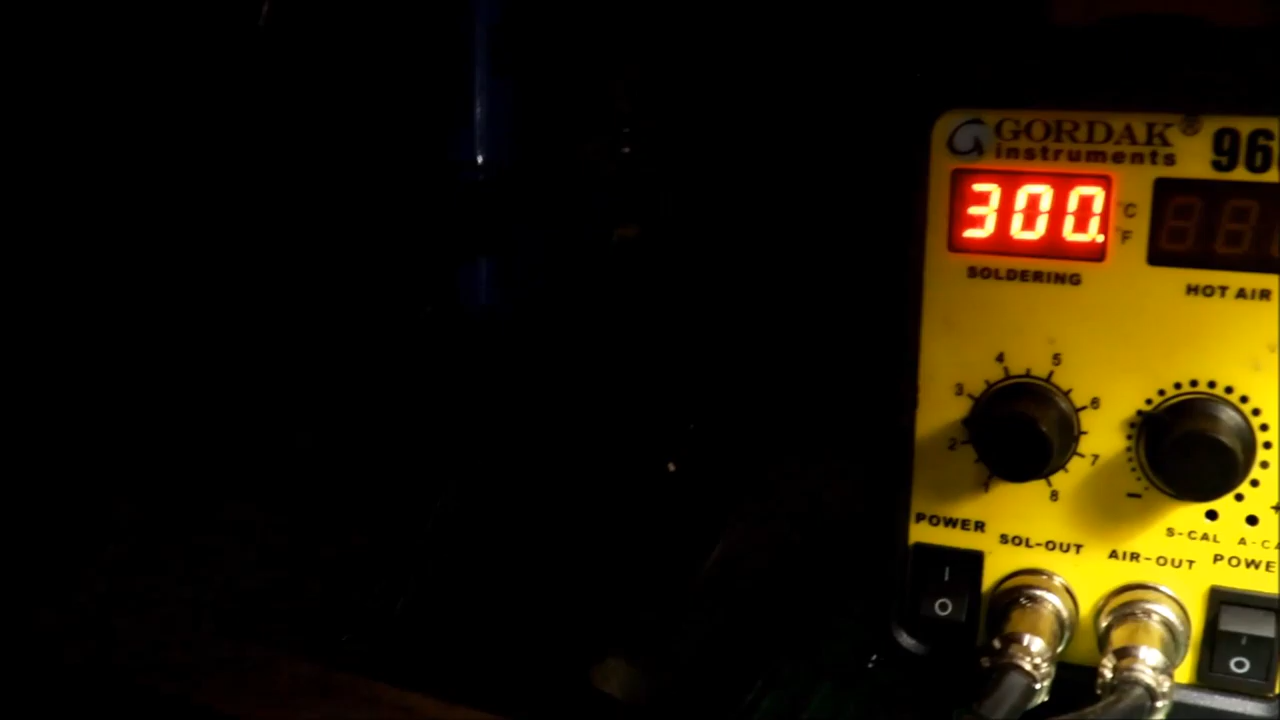 GORDAK®
instruments
96
300.
°C
°F
SOLDERING
HOT AIR
4 5
3 6
2 7
8
− +
S-CAL A-CA
POWER SOL-OUT AIR-OUT POWE
I O
I O